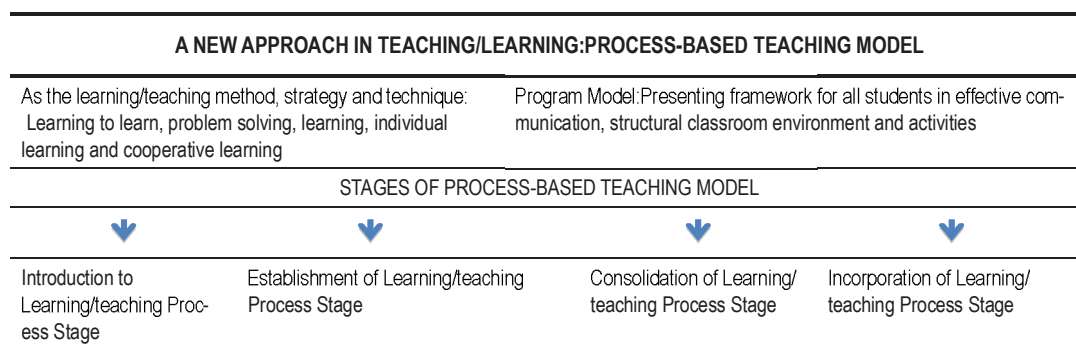 A NEW APPROACH IN TEACHING/LEARNING:PROCESS-BASED TEACHING MODEL
As the learning/teaching method, strategy and technique:
Learning to learn, problem solving, learning, individual
learning and cooperative learning
Program Model:Presenting framework for all students in effective com-
munication, structural classroom environment and activities
STAGES OF PROCESS-BASED TEACHING MODEL
Introduction to
Learning/teaching Proc-
ess Stage
Establishment of Learning/teaching
Process Stage
Consolidation of Learning/
teaching Process Stage
Incorporation of Learning/
teaching Process Stage